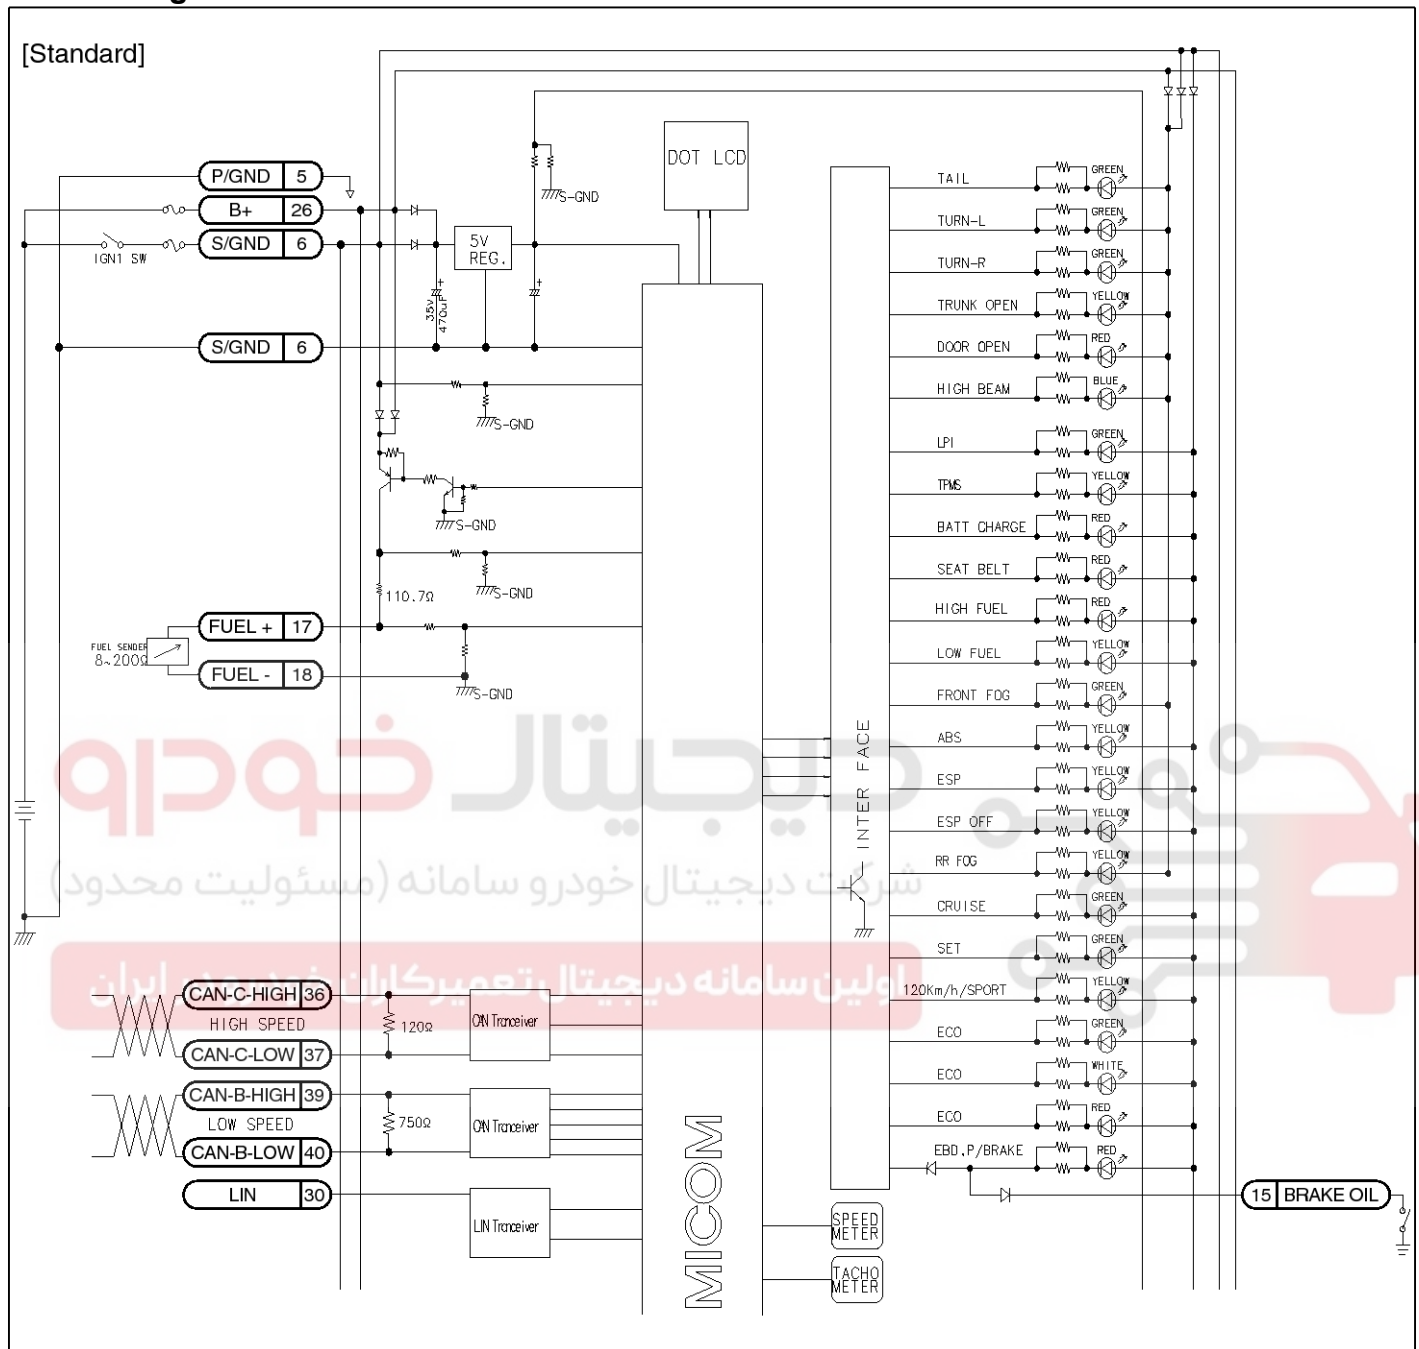 [Standard]
DOT LCD
P/GND 5
B+ 26
IGN1 SW
S/GND 6
5V
REG.
S-GND
35v
470uF
S/GND 6
S-GND
S-GND
S-GND
110.7Ω
FUEL + 17
FUEL SENDER
8~200Ω
FUEL - 18
S-GND
TAIL GREEN
TURN-L GREEN
TURN-R GREEN
TRUNK OPEN YELLOW
DOOR OPEN RED
HIGH BEAM BLUE
LPI GREEN
TPMS YELLOW
BATT CHARGE RED
SEAT BELT RED
HIGH FUEL RED
LOW FUEL YELLOW
FRONT FOG GREEN
ABS YELLOW
ESP YELLOW
ESP OFF YELLOW
RR FOG YELLOW
CRUISE GREEN
SET GREEN
120Km/h/SPORT YELLOW
ECO GREEN
ECO WHITE
ECO RED
EBD,P/BRAKE RED
INTER FACE
دیجیتال خودرو
شرکت دیجیتال خودرو سامانه (مسئولیت محدود)
اولین سامانه دیجیتال تعمیرکاران خودرو در ایران
CAN-C-HIGH 36
HIGH SPEED
120Ω
CAN Tranceiver
CAN-C-LOW 37
CAN-B-HIGH 39
LOW SPEED
750Ω
CAN Tranceiver
CAN-B-LOW 40
LIN 30
LIN Tranceiver
MICOM
SPEED
METER
TACHO
METER
15 BRAKE OIL